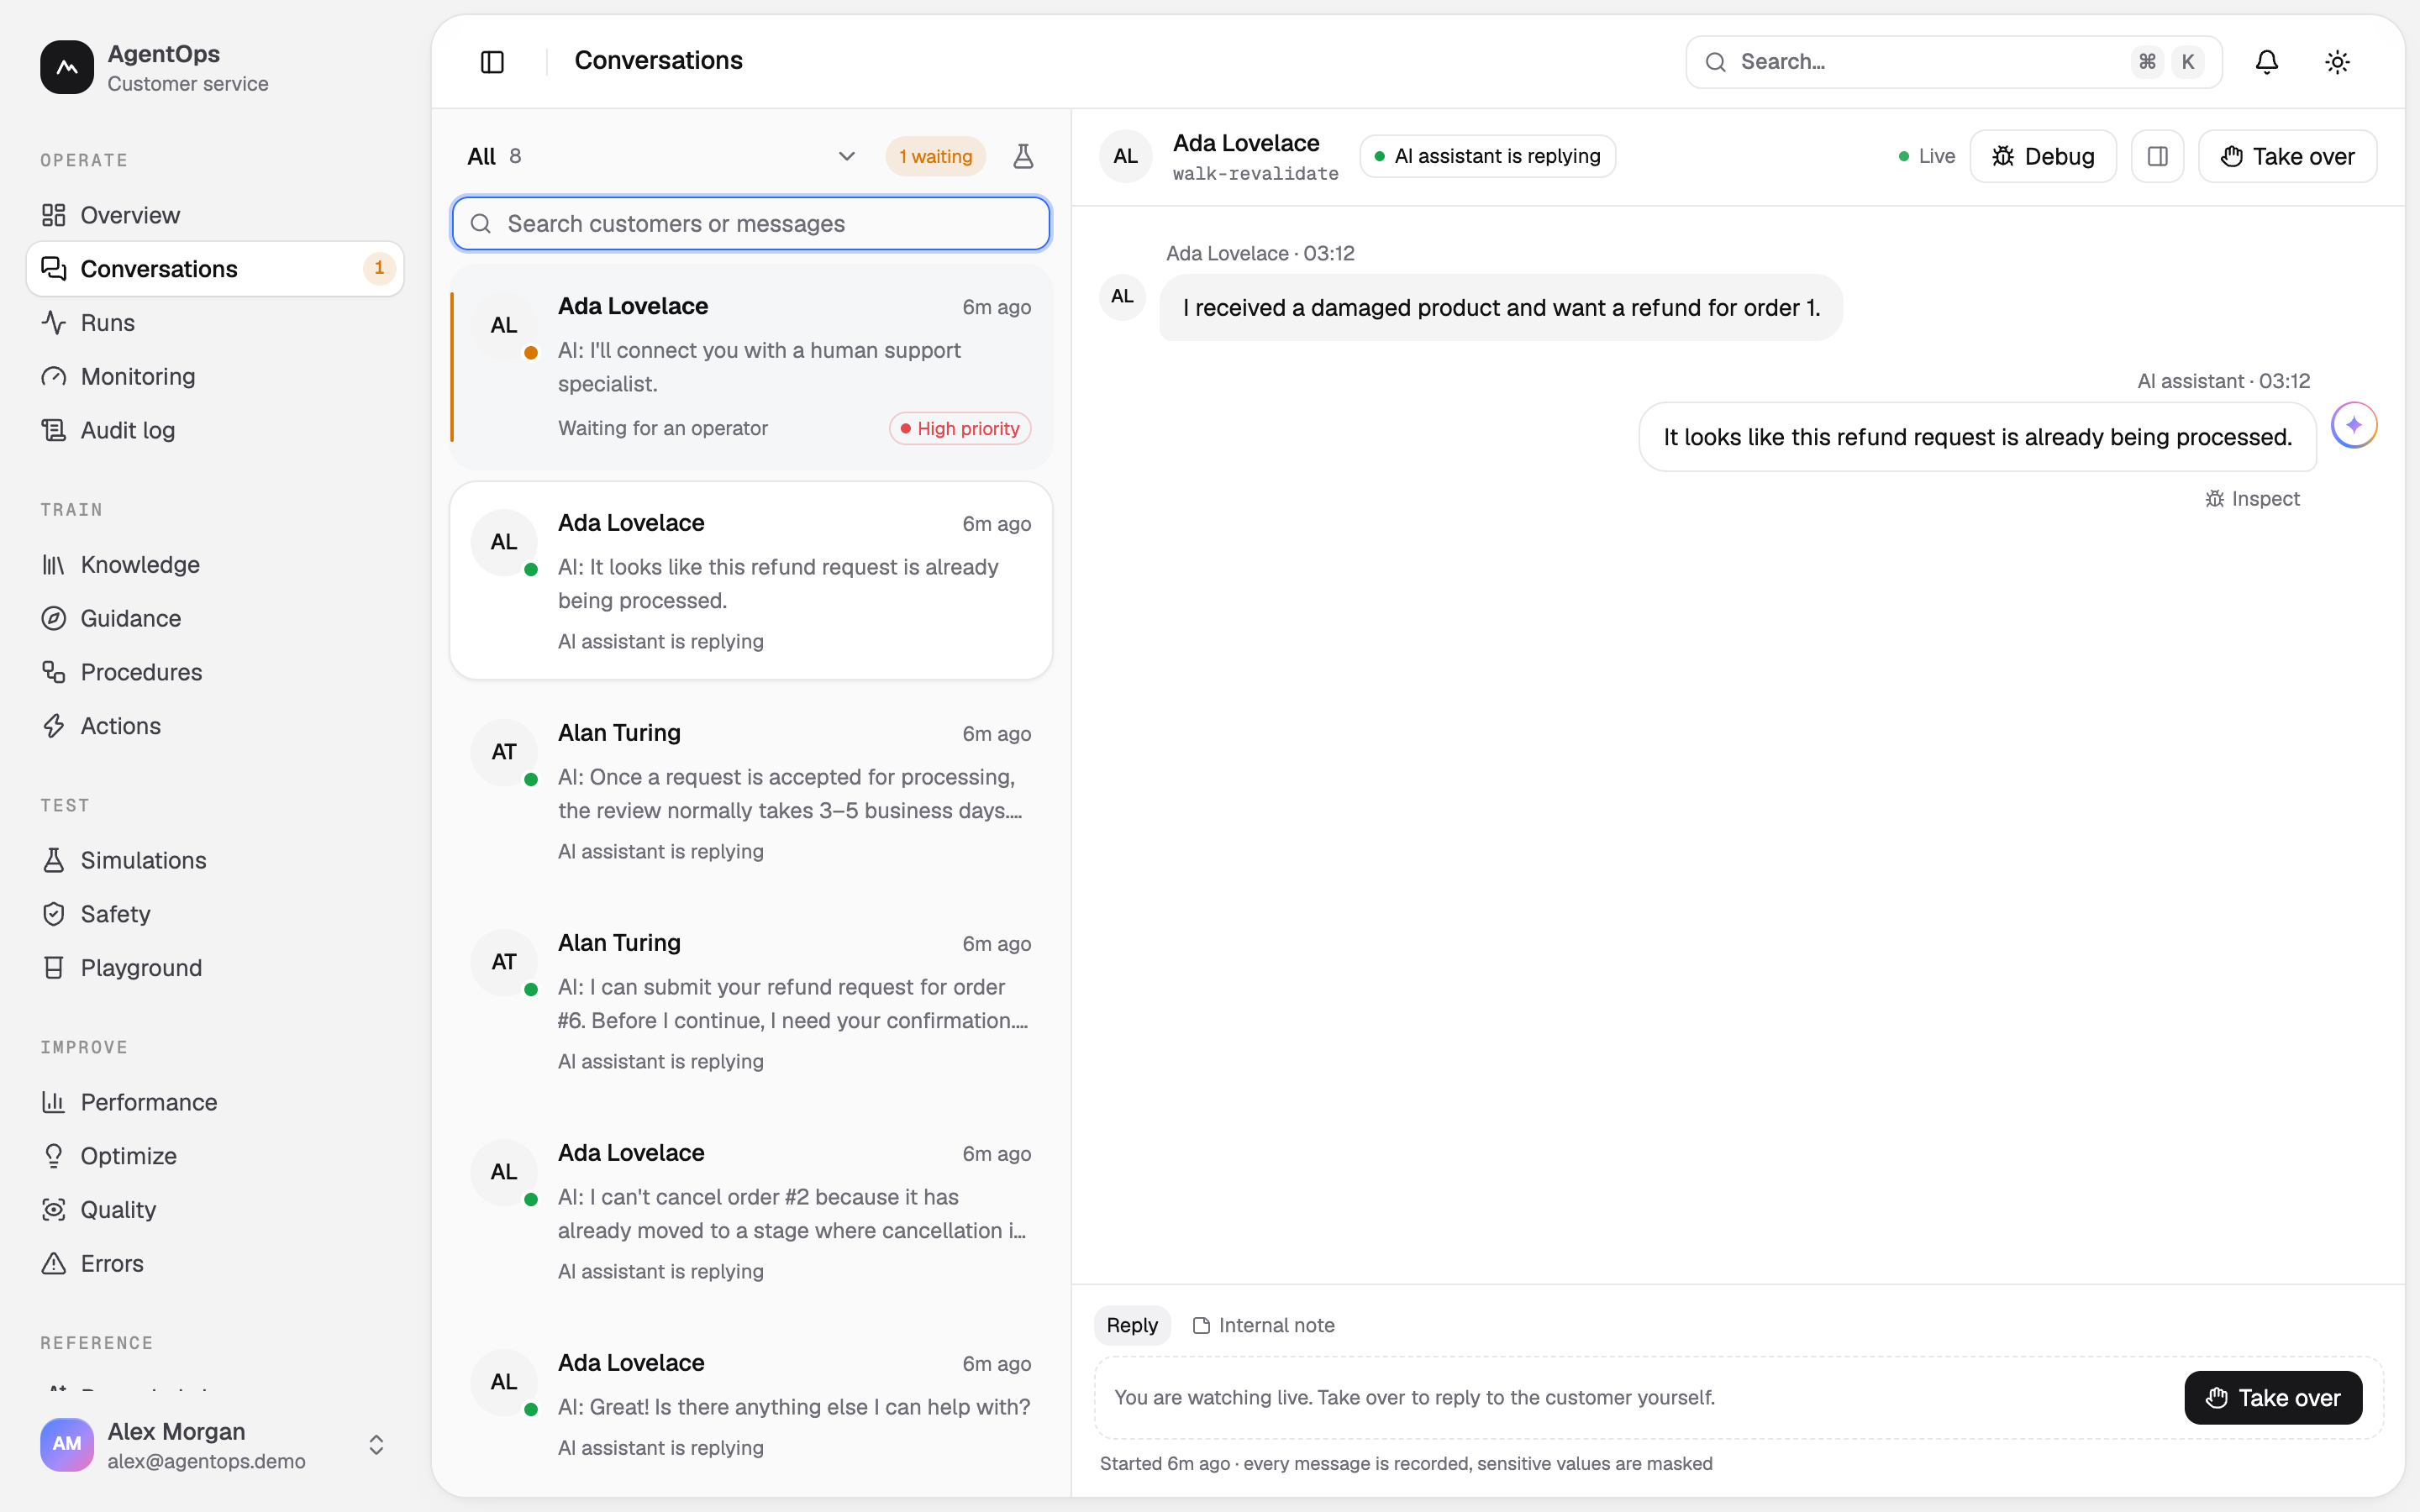 AgentOps
Customer service
OPERATE
Overview
Conversations 1
Runs
Monitoring
Audit log
TRAIN
Knowledge
Guidance
Procedures
Actions
TEST
Simulations
Safety
Playground
IMPROVE
Performance
Optimize
Quality
Errors
REFERENCE
AM
Alex Morgan
alex@agentops.demo
Conversations
Search... ⌘ K
All 8 1 waiting
Search customers or messages
AL
Ada Lovelace 6m ago
AI: I'll connect you with a human support
specialist.
Waiting for an operator High priority
AL
Ada Lovelace 6m ago
AI: It looks like this refund request is already
being processed.
AI assistant is replying
AT
Alan Turing 6m ago
AI: Once a request is accepted for processing,
the review normally takes 3–5 business days....
AI assistant is replying
AT
Alan Turing 6m ago
AI: I can submit your refund request for order
#6. Before I continue, I need your confirmation....
AI assistant is replying
AL
Ada Lovelace 6m ago
AI: I can't cancel order #2 because it has
already moved to a stage where cancellation i...
AI assistant is replying
AL
Ada Lovelace 6m ago
AI: Great! Is there anything else I can help with?
AI assistant is replying
AL
Ada Lovelace
walk-revalidate
AI assistant is replying
Live
Debug
Take over
Ada Lovelace · 03:12
AL
I received a damaged product and want a refund for order 1.
AI assistant · 03:12
It looks like this refund request is already being processed.
Inspect
Reply Internal note
You are watching live. Take over to reply to the customer yourself.
Take over
Started 6m ago · every message is recorded, sensitive values are masked